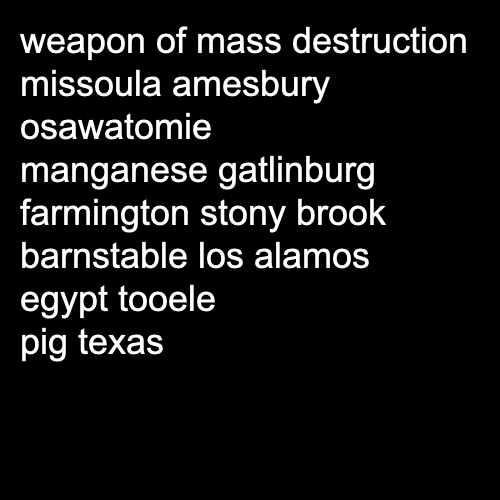 weapon of mass destruction
missoula amesbury
osawatomie
manganese gatlinburg
farmington stony brook
barnstable los alamos
egypt tooele
pig texas